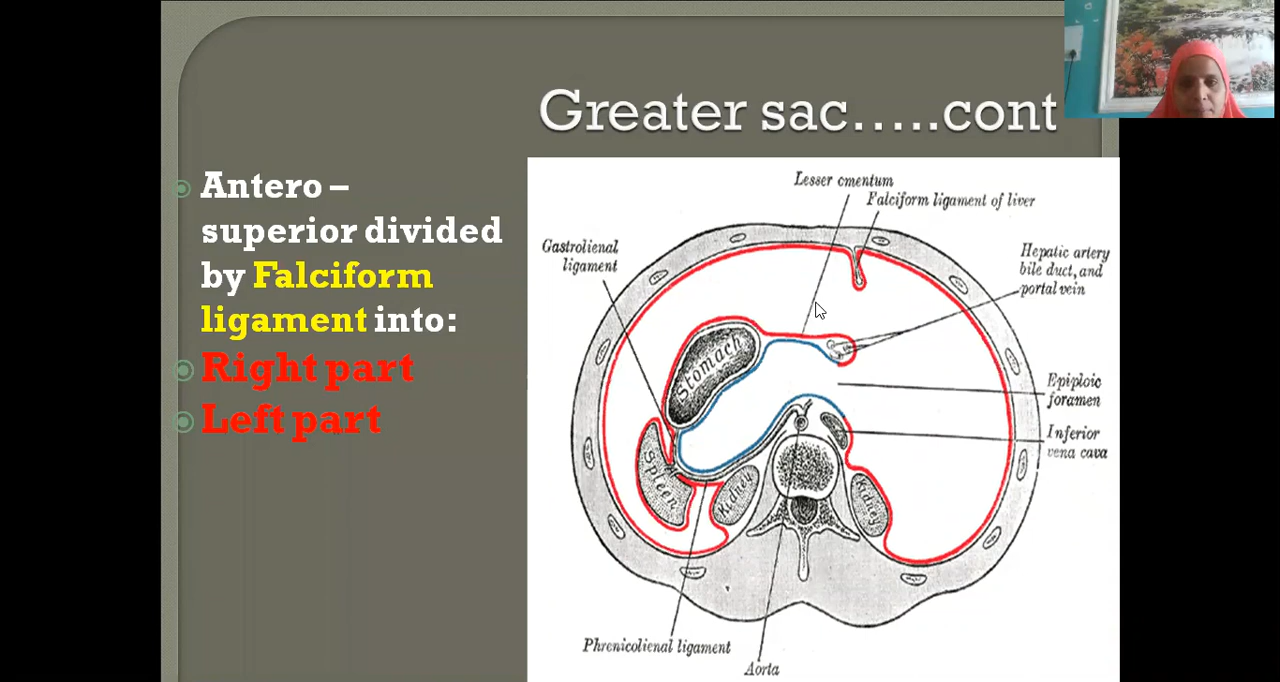 Greater sac…..cont
Antero –
superior divided
by Falciform
ligament into:
Right part
Left part
Lesser cmentum
Falciform ligament of liver
Gastrolienal
ligament
Hepatic artery
bile duct, and
portal vein
Stomach
Epiploic
foramen
Inferior
vena cava
Spleen
Kidney
Kidney
Phrenicolienal ligament
Aorta